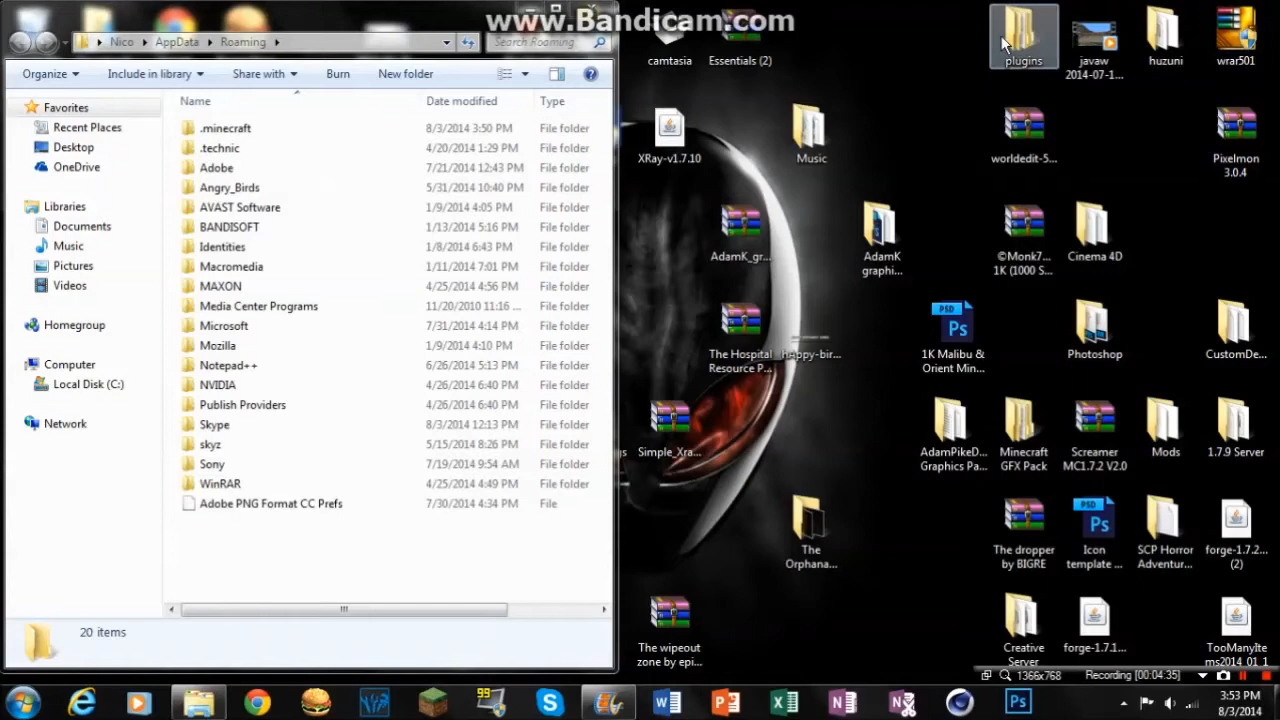 www.Bandicam.com
Nico
AppData
Roaming
Search Roaming
Organize
Include in library
Share with
Burn
New folder
Name
Date modified
Type
Favorites
Recent Places
Desktop
OneDrive
Libraries
Documents
Music
Pictures
Videos
Homegroup
Computer
Local Disk (C:)
Network
.minecraft 8/3/2014 3:50 PM File folder
.technic 4/20/2014 1:29 PM File folder
Adobe 7/21/2014 12:43 PM File folder
Angry_Birds 5/31/2014 10:40 PM File folder
AVAST Software 1/9/2014 4:05 PM File folder
BANDISOFT 1/13/2014 5:16 PM File folder
Identities 1/8/2014 6:43 PM File folder
Macromedia 1/11/2014 7:01 PM File folder
MAXON 4/25/2014 4:56 PM File folder
Media Center Programs 11/20/2010 11:16 ... File folder
Microsoft 7/31/2014 4:14 PM File folder
Mozilla 1/9/2014 4:10 PM File folder
Notepad++ 6/26/2014 5:13 PM File folder
NVIDIA 4/26/2014 6:40 PM File folder
Publish Providers 4/26/2014 6:40 PM File folder
Skype 8/3/2014 12:13 PM File folder
skyz 5/15/2014 8:26 PM File folder
Sony 7/19/2014 9:54 AM File folder
WinRAR 4/25/2014 4:49 PM File folder
Adobe PNG Format CC Prefs 7/30/2014 4:34 PM File
20 items
camtasia
Essentials (2)
plugins
javaw
2014-07-1...
huzuni
wrar501
XRay-v1.7.10
Music
worldedit-5...
Pixelmon
3.0.4
AdamK_gr...
AdamK
graphi...
©Monk7...
1K (1000 S...
Cinema 4D
The Hospital
Resource P...
hAppy-bir...
1K Malibu &
Orient Min...
Photoshop
CustomDe...
Simple_Xra...
AdamPikeD...
Graphics Pa...
Minecraft
GFX Pack
Screamer
MC1.7.2 V2.0
Mods
1.7.9 Server
The
Orphana...
The dropper
by BIGRE
Icon
template ...
SCP Horror
Adventur...
forge-1.7.2...
(2)
The wipeout
zone by epi...
Creative
Server
forge-1.7.1...
TooManyIte
ms2014_01_1
1366x768
Recording [00:04:35]
99
3:53 PM
8/3/2014